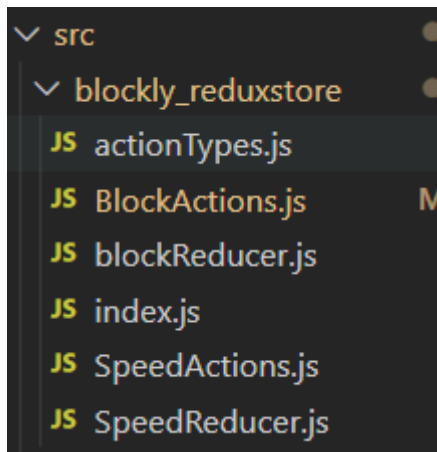 src
blockly_reduxstore
JS actionTypes.js
JS BlockActions.js M
JS blockReducer.js
JS index.js
JS SpeedActions.js
JS SpeedReducer.js